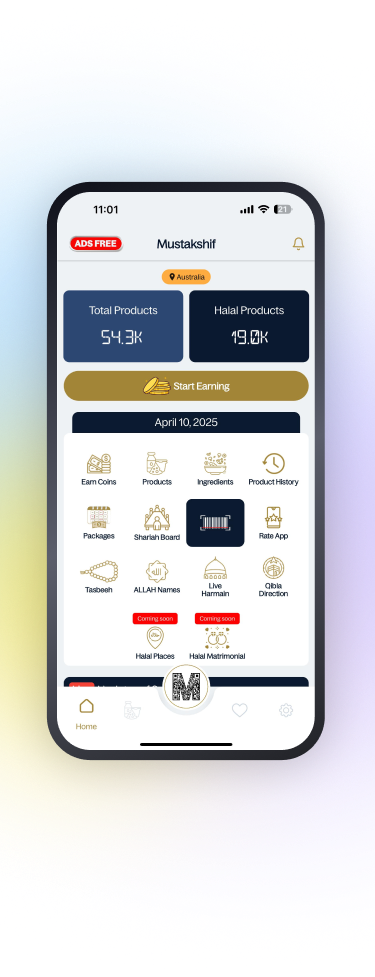 11:01
21
ADS FREE
Mustakshif
Australia
Total Products
Halal Products
54.3K
19.0K
Start Earning
April 10, 2025
Earn Coins
Products
Ingredients
Product History
Packages
Shariah Board
Rate App
Tasbeeh
ALLAH Names
Live
Harmain
Qibla
Direction
Coming soon
Coming soon
Halal Places
Halal Matrimonial
M
Home